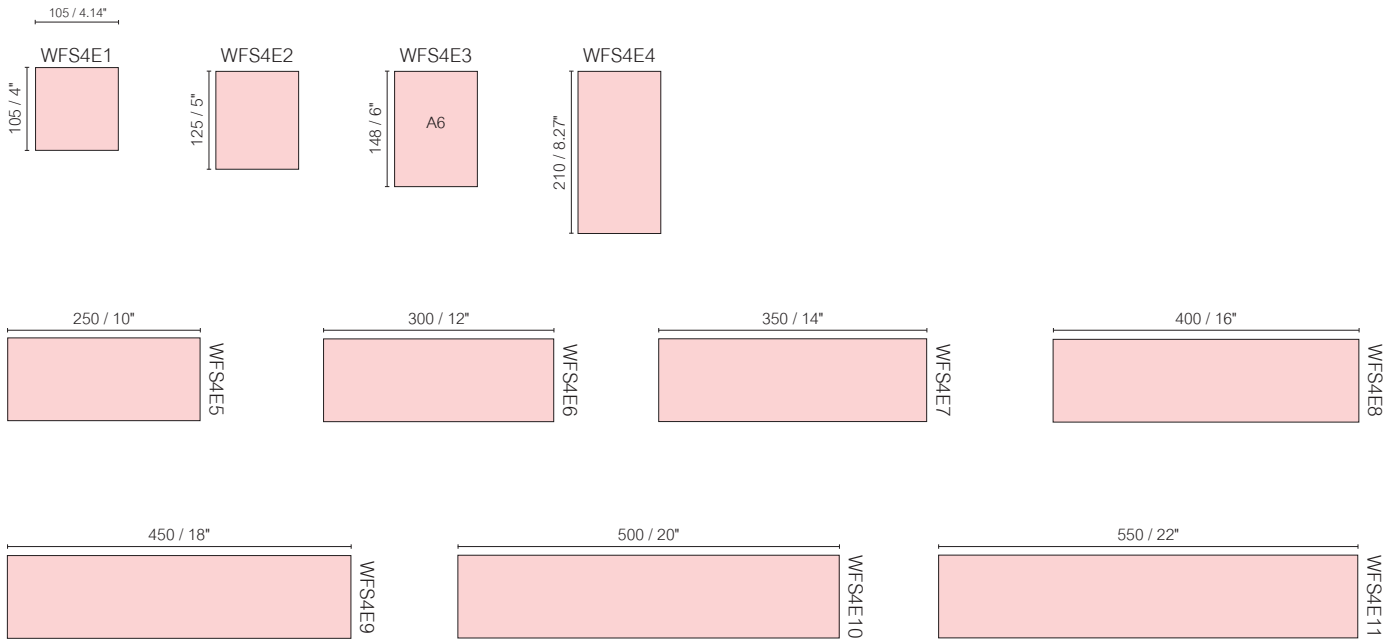 105 / 4.14"
WFS4E1
WFS4E2
WFS4E3
WFS4E4
105 / 4"
125 / 5"
148 / 6"
A6
210 / 8.27"
250 / 10"
300 / 12"
350 / 14"
400 / 16"
WFS4E5
WFS4E6
WFS4E7
WFS4E8
450 / 18"
500 / 20"
550 / 22"
WFS4E9
WFS4E10
WFS4E11